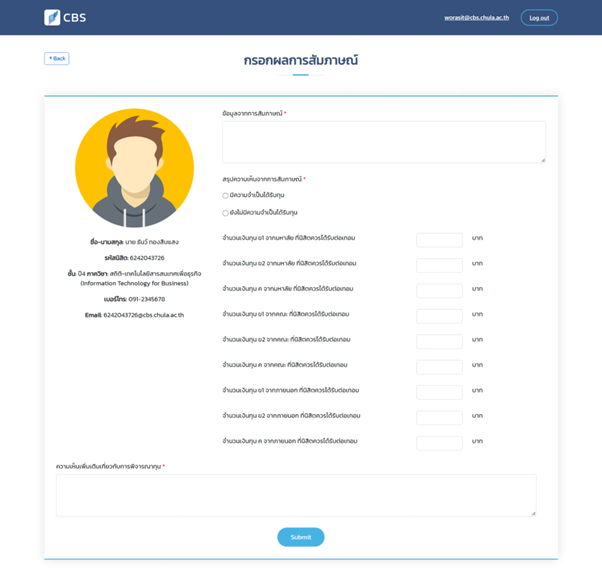 CBS
worasit@cbs.chula.ac.th
Log out
Back
กรอกผลการสัมภาษณ์
ข้อมูลจากการสัมภาษณ์ *
สรุปความเห็นจากการสัมภาษณ์ *
มีความจำเป็นได้รับทุน
ยังไม่มีความจำเป็นได้รับทุน
ชื่อ-นามสกุล: นาย ธันว์ ทองสืบแสง
รหัสนิสิต: 6242043726
ชั้น: ปี4 ภาควิชา: สถิติ-เทคโนโลยีสารสนเทศเพื่อธุรกิจ
(Information Technology for Business)
เบอร์โทร: 091-2345678
Email: 6242043726@cbs.chula.ac.th
จำนวนเงินทุน ข1 จากมหาลัย ที่นิสิตควรได้รับต่อเทอม บาท
จำนวนเงินทุน ข2 จากมหาลัย ที่นิสิตควรได้รับต่อเทอม บาท
จำนวนเงินทุน ค จากมหาลัย ที่นิสิตควรได้รับต่อเทอม บาท
จำนวนเงินทุน ข1 จากคณะ ที่นิสิตควรได้รับต่อเทอม บาท
จำนวนเงินทุน ข2 จากคณะ ที่นิสิตควรได้รับต่อเทอม บาท
จำนวนเงินทุน ค จากคณะ ที่นิสิตควรได้รับต่อเทอม บาท
จำนวนเงินทุน ข1 จากภายนอก ที่นิสิตควรได้รับต่อเทอม บาท
จำนวนเงินทุน ข2 จากภายนอก ที่นิสิตควรได้รับต่อเทอม บาท
จำนวนเงินทุน ค จากภายนอก ที่นิสิตควรได้รับต่อเทอม บาท
ความเห็นเพิ่มเติมเกี่ยวกับการพิจารณาทุน *
Submit